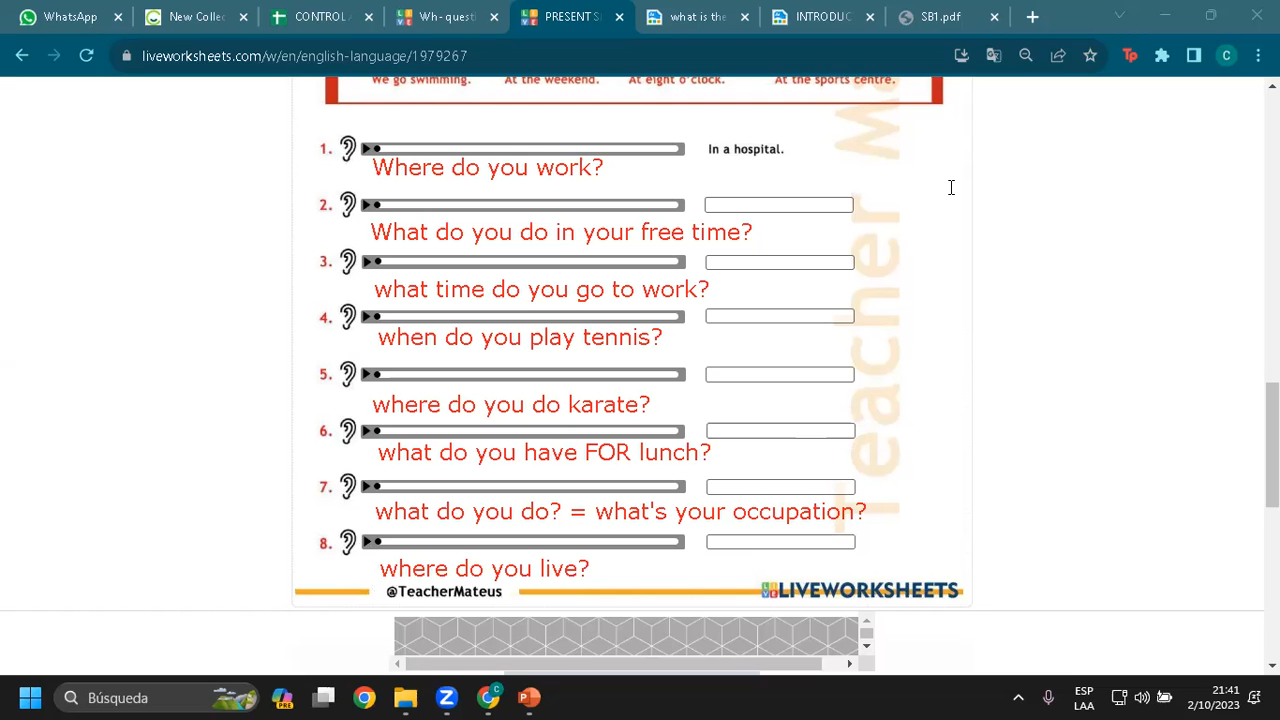 WhatsApp
New Collec
CONTROL A
Wh- questi
PRESENT S
what is the
INTRODUC
SB1.pdf
liveworksheets.com/w/en/english-language/1979267
C
We go swimming. At the weekend. At eight o'clock. At the sports centre.
1. In a hospital.
Where do you work?
2.
What do you do in your free time?
3.
what time do you go to work?
4.
when do you play tennis?
5.
where do you do karate?
6.
what do you have FOR lunch?
7.
what do you do? = what's your occupation?
8.
where do you live?
@TeacherMateus
LIVEWORKSHEETS
Teacher Ma
Búsqueda
PRE
ESP
LAA
21:41
2/10/2023